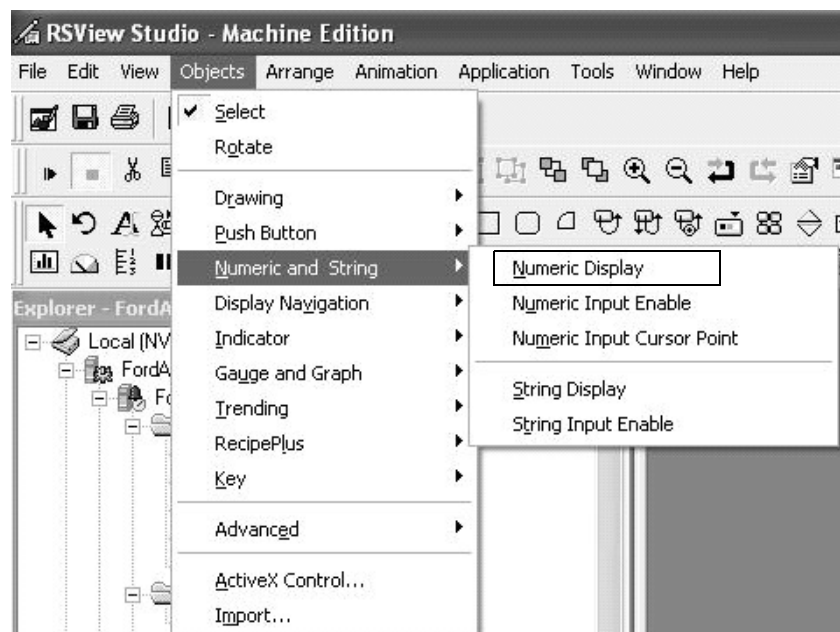 RSView Studio - Machine Edition
File Edit View Objects Arrange Animation Application Tools Window Help
Select
Rotate
Drawing
Push Button
Numeric and String
Numeric Display
Numeric Input Enable
Numeric Input Cursor Point
String Display
String Input Enable
Display Navigation
Indicator
Gauge and Graph
Trending
RecipePlus
Key
Advanced
ActiveX Control...
Import...
Explorer - FordA
Local (NV
FordA
Fo